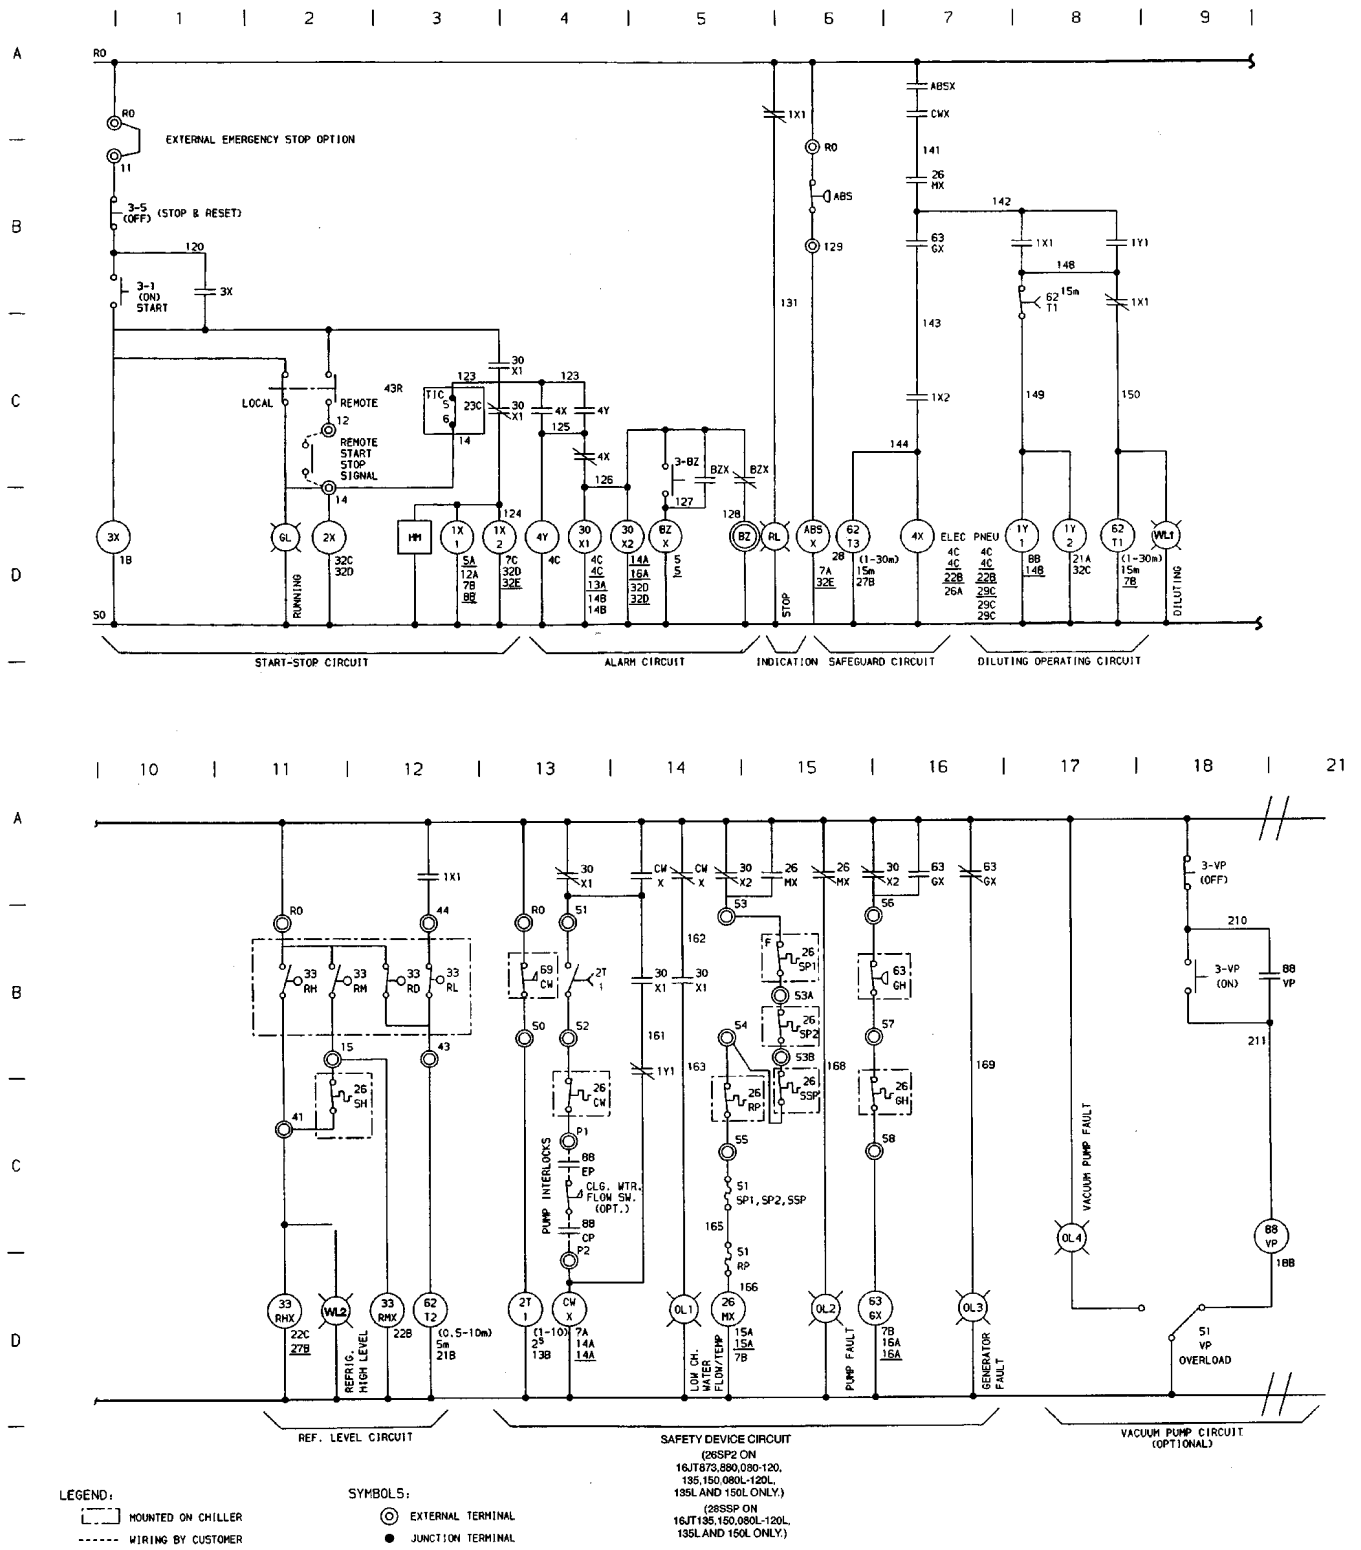 | 1 | 2 | 3 | 4 | 5 | 6 | 7 | 8 | 9 |
A
R0
R0
EXTERNAL EMERGENCY STOP OPTION
11
3-5 (STOP & RESET)
(OFF)
B
120
3-1
(ON)
START
3X
1X1
R0
ABS
129
ABSX
CWX
141
26
MX
142
63
GX
1X1
1Y1
148
62 15m
T1
1X1
131
143
C
LOCAL
43R
REMOTE
12
REMOTE
START
STOP
SIGNAL
14
TIC
5
6
23C
14
123
30
X1
30
X1
123
4X
4Y
125
4X
126
3-BZ
BZX
BZX
127
128
124
1X2
144
149
150
D
3X
1B
GL
RUNNING
2X
32C
32D
HM
1X
1
5A
12A
7B
8B
1X
2
7C
32D
32E
4Y
4C
30
X1
4C
4C
13A
14B
14B
30
X2
14A
16A
32D
32D
BZ
X
5
5
BZ
RL
STOP
ABS
X
7A
32E
62
T3
2B
(1-30m)
15m
27B
4X
ELEC PNEU
4C 4C
4C 4C
22B 22B
26A 29C
29C
29C
1Y
1
8B
14B
1Y
2
21A
32C
62
T1
(1-30m)
15m
7B
WL1
DILUTING
S0
START-STOP CIRCUIT
ALARM CIRCUIT
INDICATION
SAFEGUARD CIRCUIT
DILUTING OPERATING CIRCUIT
| 10 | 11 | 12 | 13 | 14 | 15 | 16 | 17 | 18 | 21
A
1X1
30
X1
CW
X
CW
X
30
X2
26
MX
26
MX
30
X2
63
GX
63
GX
3-VP
(OFF)
R0
44
R0
51
53
56
210
B
33
RH
33
RM
33
RD
33
RL
69
CW
2T
1
30
X1
162
30
X1
F
26
SP1
53A
26
SP2
53B
26
SSP
63
GH
57
3-VP
(ON)
88
VP
211
15
43
50
52
161
1Y1
163
54
168
169
26
SH
41
26
CW
26
RP
26
GH
58
C
P1
88
EP
CLG. WTR.
FLOW SW.
(OPT.)
88
CP
P2
PUMP INTERLOCKS
55
51
SP1,SP2,SSP
165
51
RP
166
VACUUM PUMP FAULT
OL4
88
VP
18B
D
33
RHX
22C
27B
WL2
REFRIG.
HIGH LEVEL
33
RMX
22B
62
T2
(0.5-10m)
5m
21B
2T
1
(1-10)
2S
13B
CW
X
7A
14A
14A
OL1
LOW CH.
WATER
FLOW/TEMP
26
MX
15A
15A
7B
OL2
PUMP FAULT
63
GX
7B
16A
16A
OL3
GENERATOR
FAULT
51
VP
OVERLOAD
REF. LEVEL CIRCUIT
SAFETY DEVICE CIRCUIT
(26SP2 ON
16JT873,880,080-120,
135,150,080L-120L,
135L AND 150L ONLY.)
(28SSP ON
16JT135,150,080L-120L,
135L AND 150L ONLY.)
VACUUM PUMP CIRCUIT
(OPTIONAL)
LEGEND:
MOUNTED ON CHILLER
WIRING BY CUSTOMER
SYMBOLS:
EXTERNAL TERMINAL
JUNCTION TERMINAL